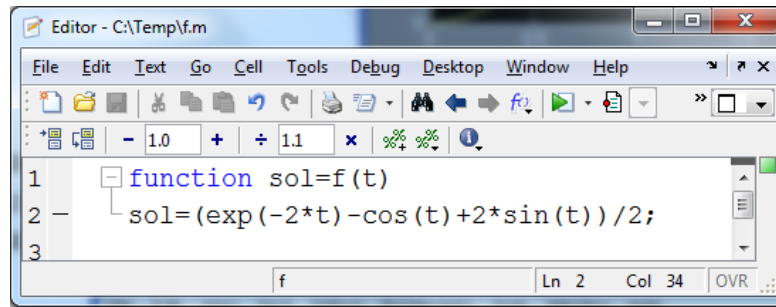 Editor - C:\Temp\f.m
File Edit Text Go Cell Tools Debug Desktop Window Help
- 1.0 + ÷ 1.1 ×
1 function sol=f(t)
2 - sol=(exp(-2*t)-cos(t)+2*sin(t))/2;
3
f Ln 2 Col 34 OVR